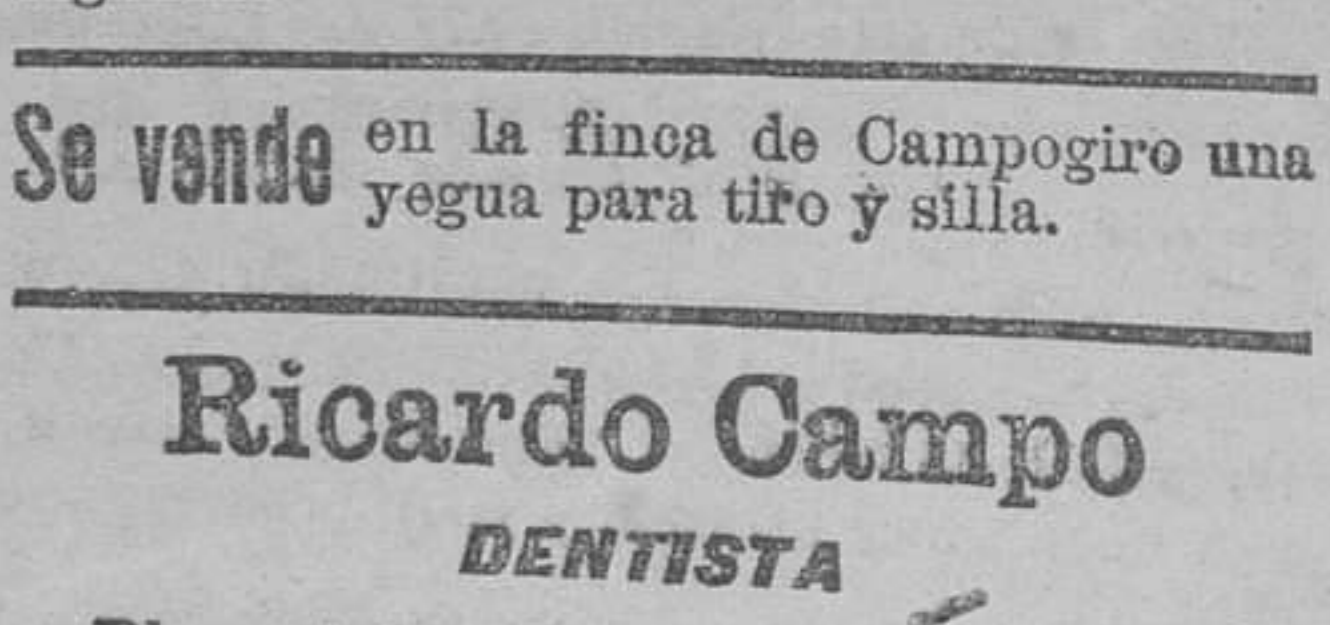 Se vende en la finca de Campogiro una
yegua para tiro y silla.
Ricardo Campo
DENTISTA